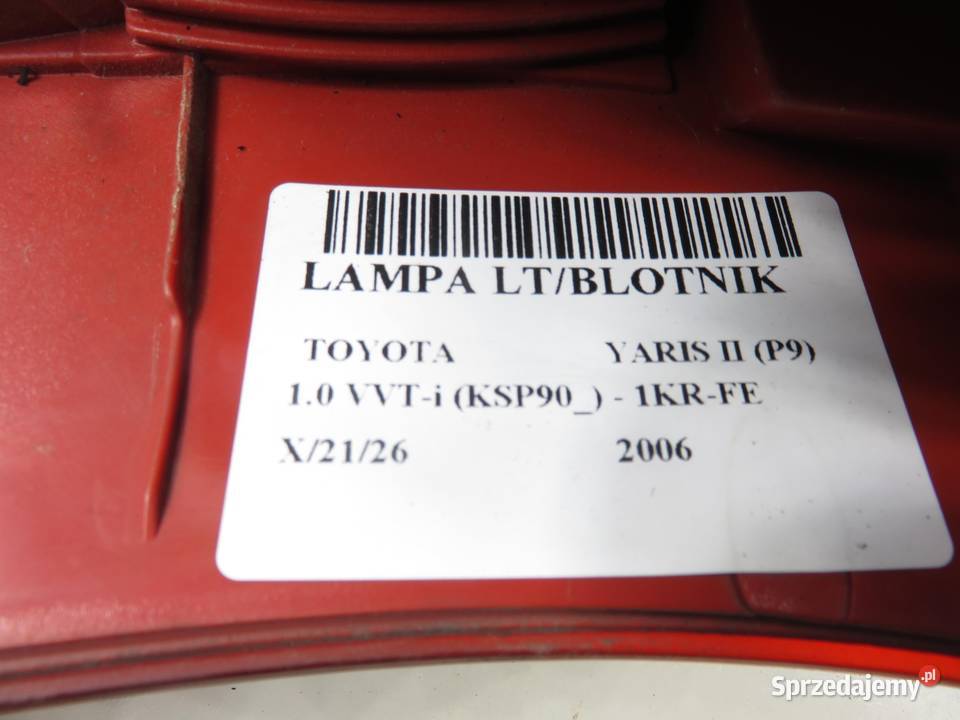 LAMPA LT/BLOTNIK
TOYOTA YARIS II (P9)
1.0 VVT-i (KSP90_) - 1KR-FE
X/21/26 2006
Sprzedajemy.pl